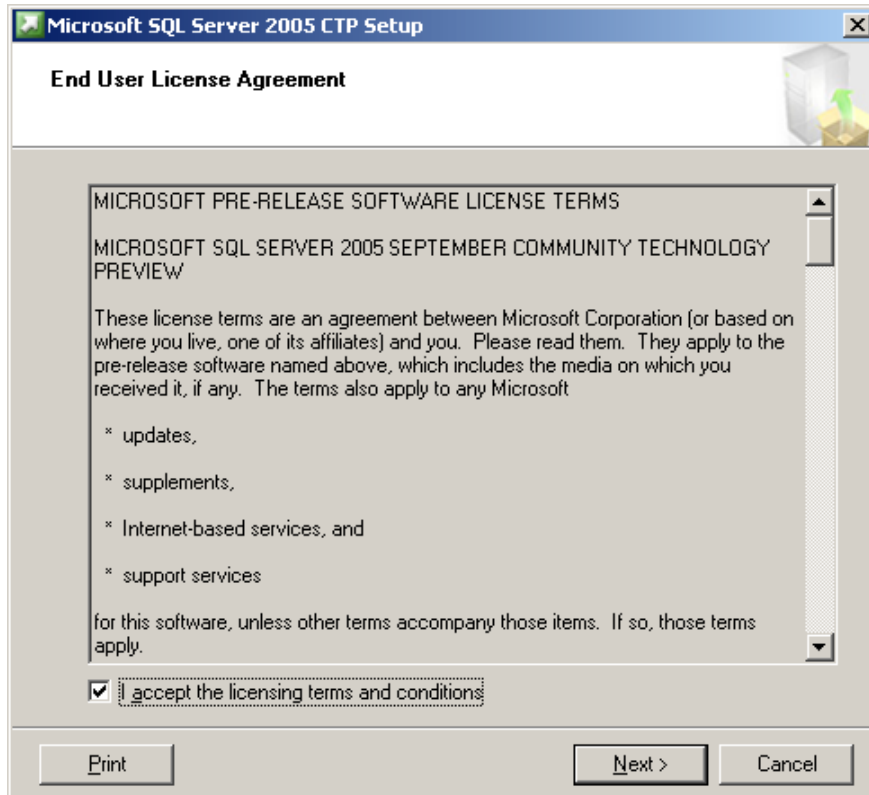 Microsoft SQL Server 2005 CTP Setup
End User License Agreement
MICROSOFT PRE-RELEASE SOFTWARE LICENSE TERMS
MICROSOFT SQL SERVER 2005 SEPTEMBER COMMUNITY TECHNOLOGY
PREVIEW
These license terms are an agreement between Microsoft Corporation (or based on
where you live, one of its affiliates) and you.  Please read them.  They apply to the
pre-release software named above, which includes the media on which you
received it, if any.  The terms also apply to any Microsoft
* updates,
* supplements,
* Internet-based services, and
* support services
for this software, unless other terms accompany those items.  If so, those terms
apply.
I accept the licensing terms and conditions
Print
Next >
Cancel